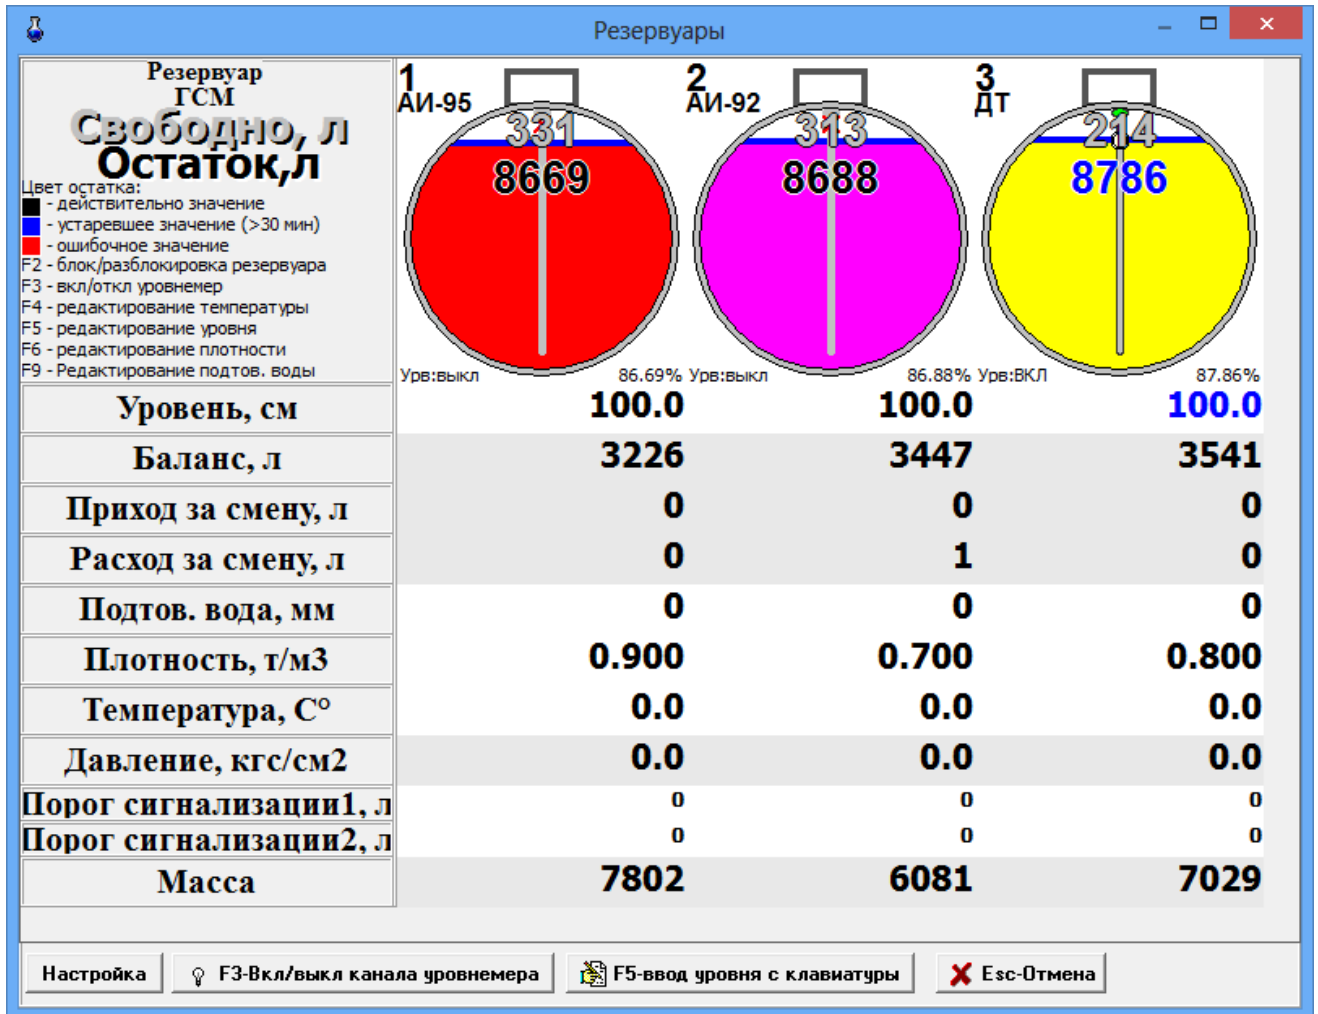 Резервуары
Резервуар
ГСМ
Свободно, л
Остаток,л
Цвет остатка:
- действительно значение
- устаревшее значение (>30 мин)
- ошибочное значение
F2 - блок/разблокировка резервуара
F3 - вкл/откл уровнемер
F4 - редактирование температуры
F5 - редактирование уровня
F6 - редактирование плотности
F9 - Редактирование подтов. воды
1 2 3
АИ-95 АИ-92 ДТ
331 313 214
8669 8688 8786
Урв:выкл 86.69% Урв:выкл 86.88% Урв:ВКЛ 87.86%
Уровень, см 100.0 100.0 100.0
Баланс, л 3226 3447 3541
Приход за смену, л 0 0 0
Расход за смену, л 0 1 0
Подтов. вода, мм 0 0 0
Плотность, т/м3 0.900 0.700 0.800
Температура, С° 0.0 0.0 0.0
Давление, кгс/см2 0.0 0.0 0.0
Порог сигнализации1, л 0 0 0
Порог сигнализации2, л 0 0 0
Масса 7802 6081 7029
Настройка F3-Вкл/выкл канала уровнемера F5-ввод уровня с клавиатуры Esc-Отмена